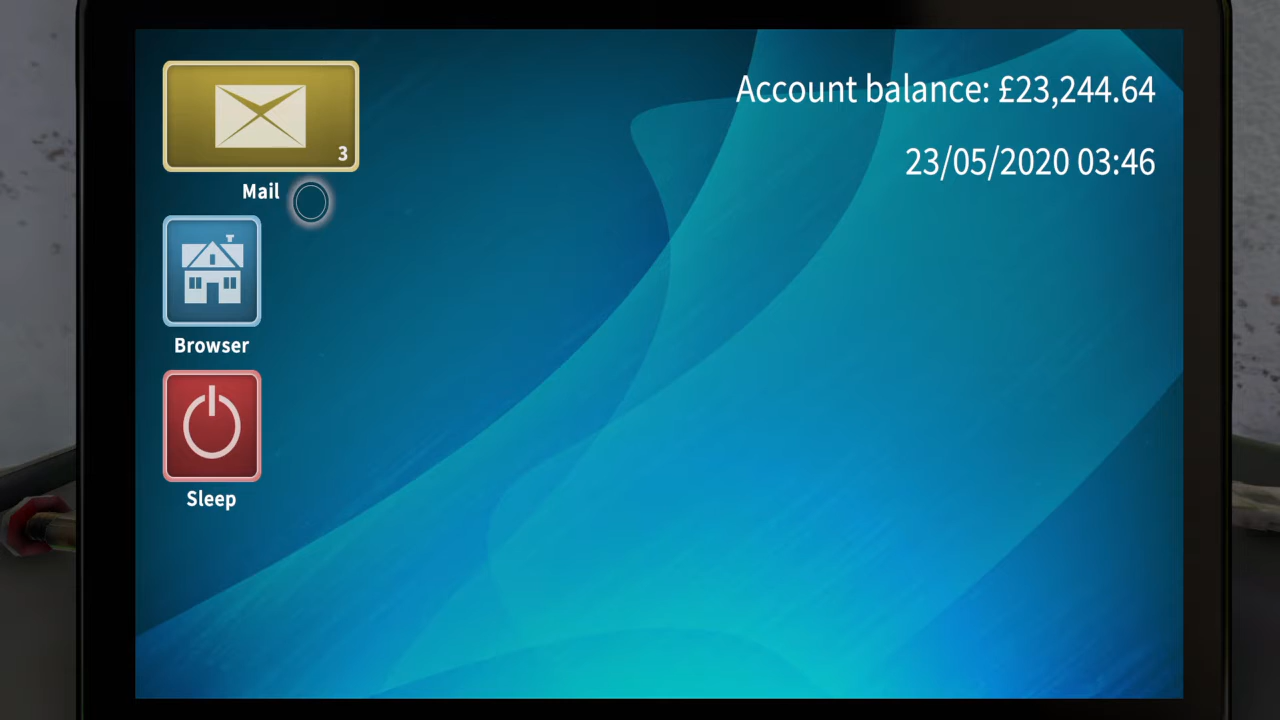 Account balance: £23,244.64
23/05/2020 03:46
3
Mail
Browser
Sleep